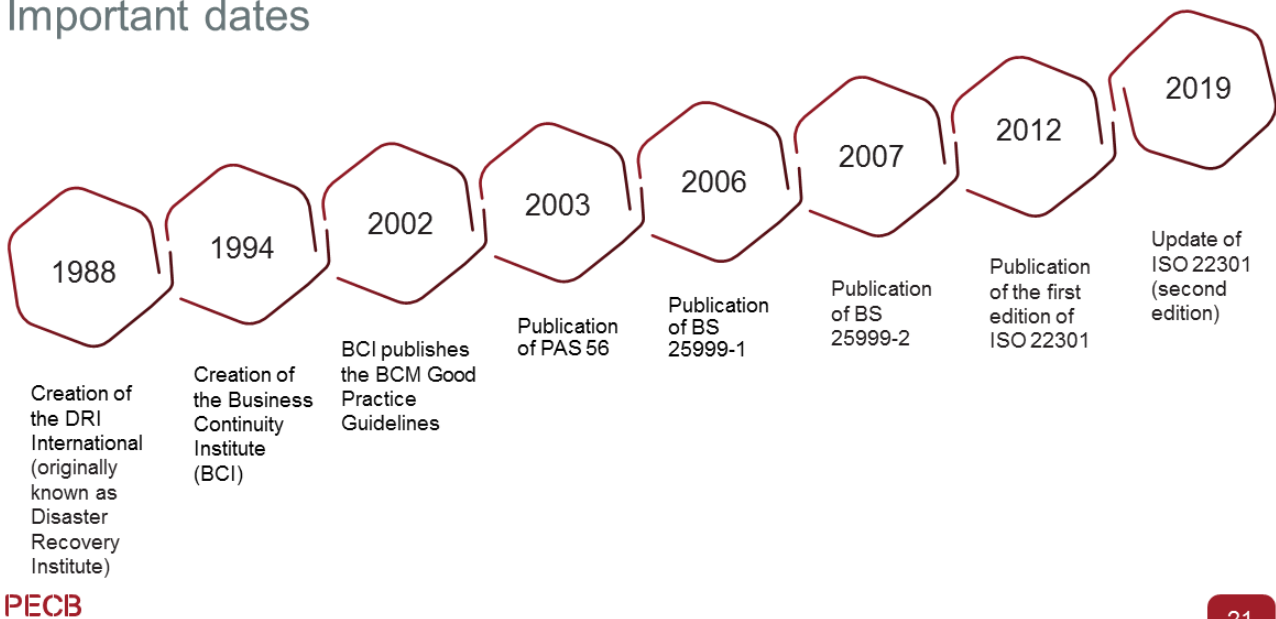 Important dates
1988
Creation of
the DRI
International
(originally
known as
Disaster
Recovery
Institute)
1994
Creation of
the Business
Continuity
Institute
(BCI)
2002
BCI publishes
the BCM Good
Practice
Guidelines
2003
Publication
of PAS 56
2006
Publication
of BS
25999-1
2007
Publication
of BS
25999-2
2012
Publication
of the first
edition of
ISO 22301
2019
Update of
ISO 22301
(second
edition)
PECB
21